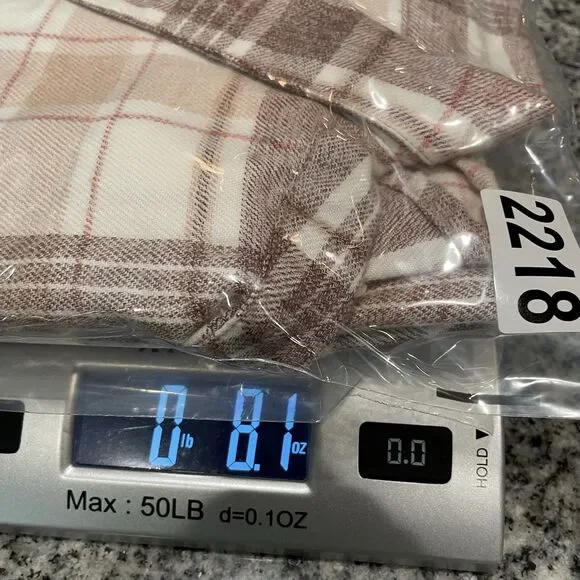 2218
0 lb 8.1 oz
0.0
HOLD ▲
Max : 50LB d=0.1OZ